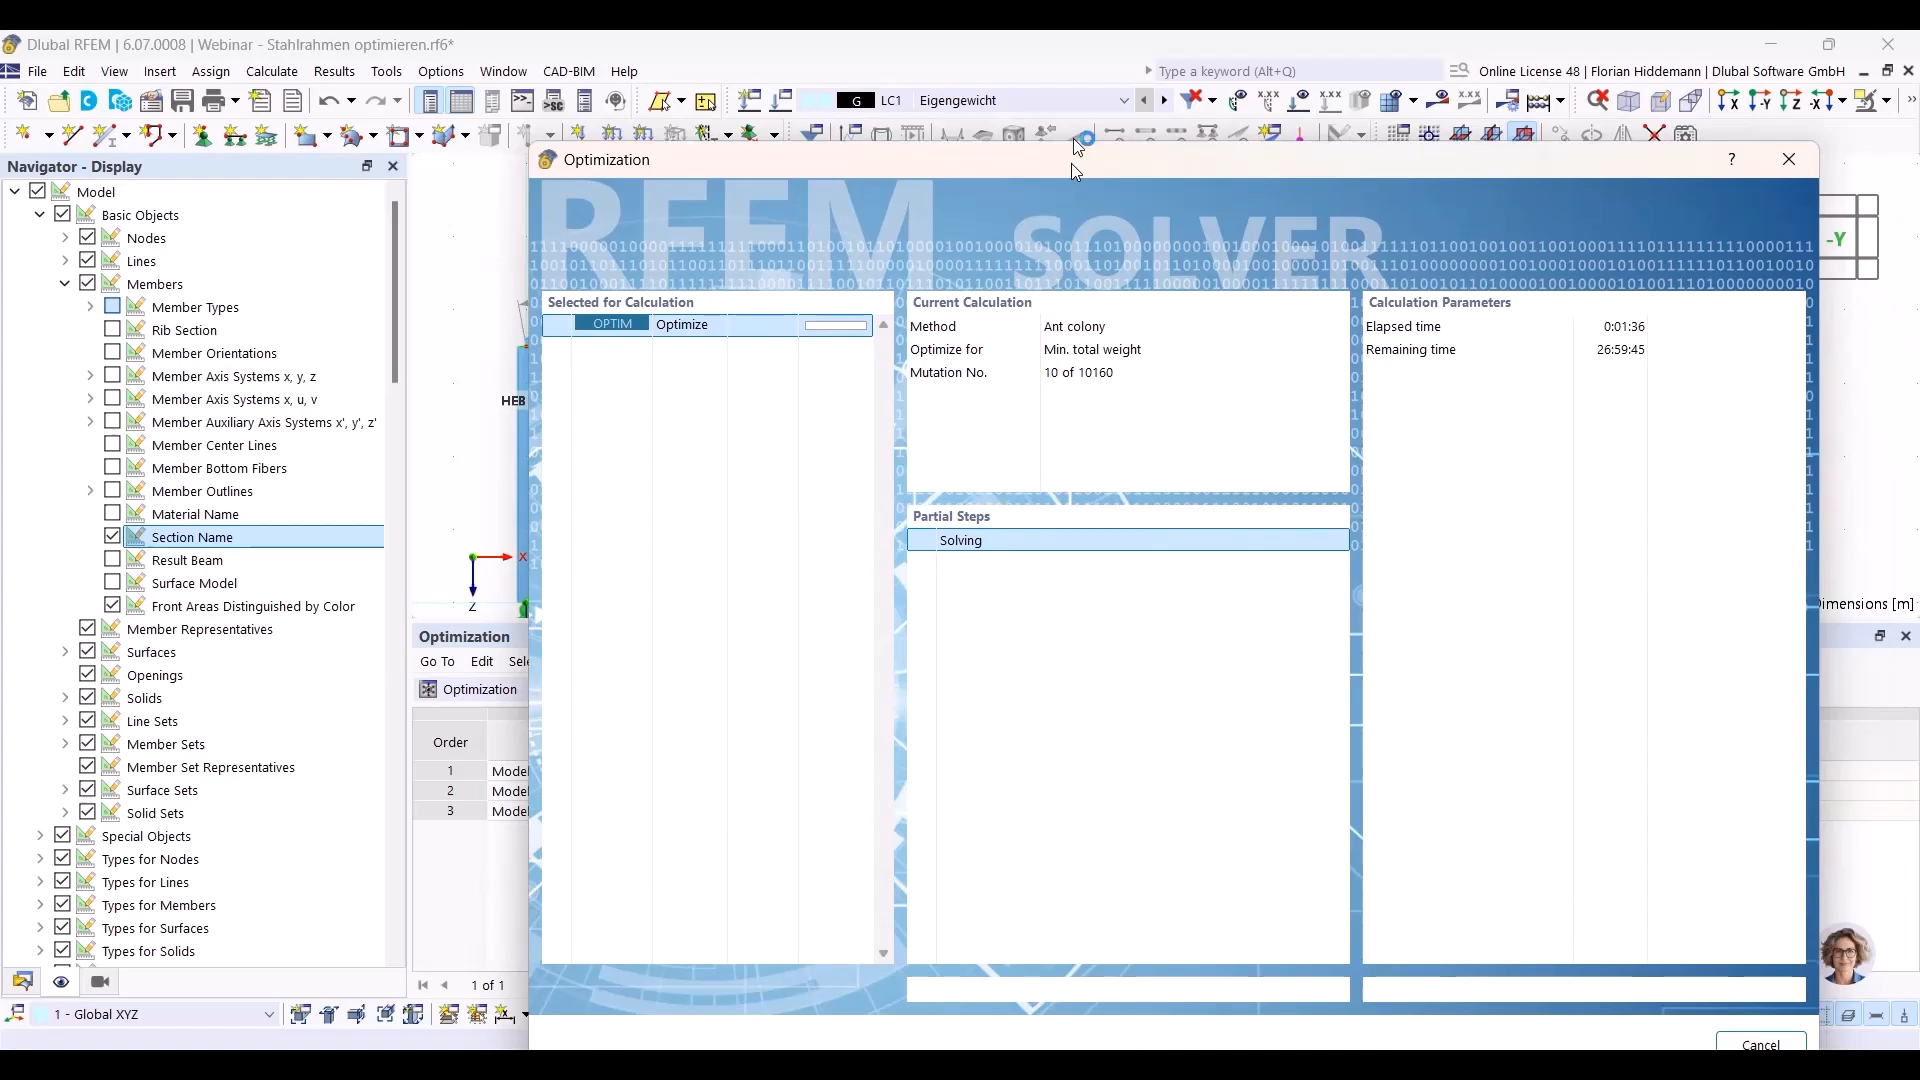 Dlubal RFEM | 6.07.0008 | Webinar - Stahlrahmen optimieren.rf6*
File Edit View Insert Assign Calculate Results Tools Options Window CAD-BIM Help
Type a keyword (Alt+Q)
Online License 48 | Florian Hiddemann | Dlubal Software GmbH
G LC1 Eigengewicht
Navigator - Display
Model
Basic Objects
Nodes
Lines
Members
Member Types
Rib Section
Member Orientations
Member Axis Systems x, y, z
Member Axis Systems x, u, v
Member Auxiliary Axis Systems x', y', z'
Member Center Lines
Member Bottom Fibers
Member Outlines
Material Name
Section Name
Result Beam
Surface Model
Front Areas Distinguished by Color
Member Representatives
Surfaces
Openings
Solids
Line Sets
Member Sets
Member Set Representatives
Surface Sets
Solid Sets
Special Objects
Types for Nodes
Types for Lines
Types for Members
Types for Surfaces
Types for Solids
1 - Global XYZ
HEB
X
Z
-Y
Dimensions [m]
Optimization
Go To Edit
Optimization
Order
1
2
3
1 of 1
Optimization
RFEM SOLVER
Selected for Calculation
OPTIM Optimize
Current Calculation
Method Ant colony
Optimize for Min. total weight
Mutation No. 10 of 10160
Partial Steps
Solving
Calculation Parameters
Elapsed time 0:01:36
Remaining time 26:59:45
Cancel